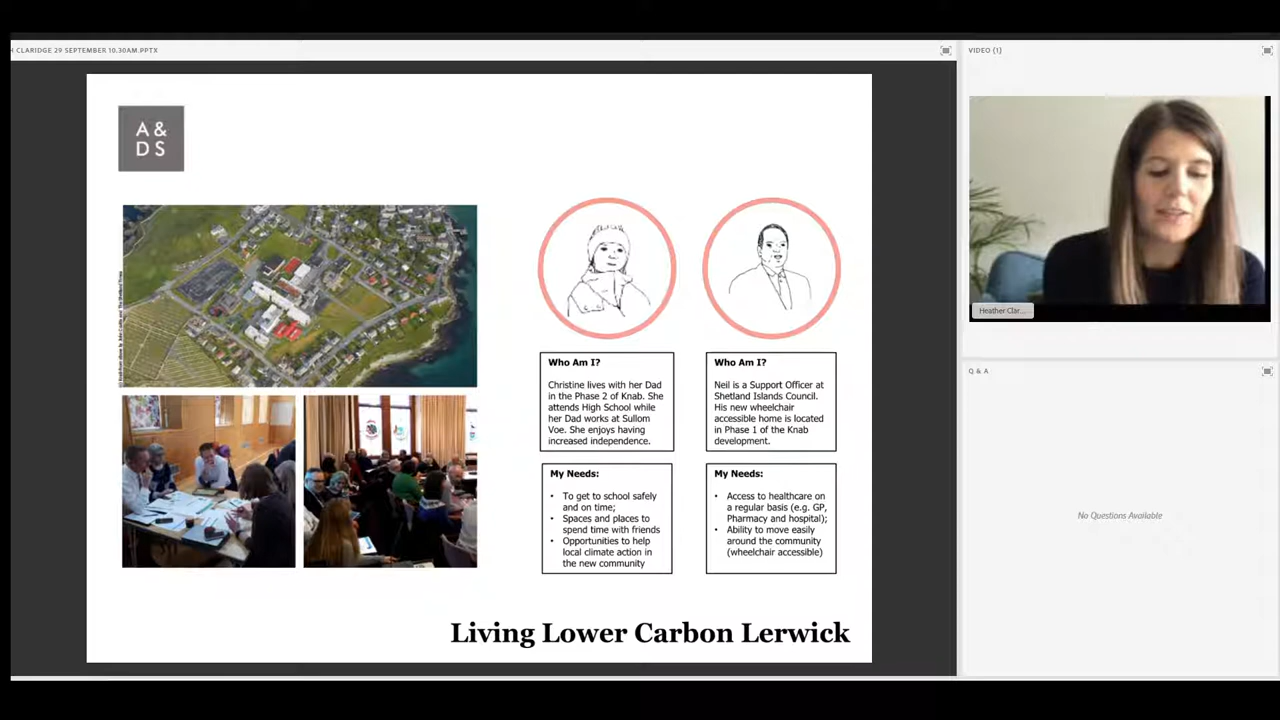 4 CLARIDGE 29 SEPTEMBER 10.30AM.PPTX
VIDEO (1)
A &
D S
Heather Clar...
Who Am I?
Christine lives with her Dad
in the Phase 2 of Knab. She
attends High School while
her Dad works at Sullom
Voe. She enjoys having
increased independence.
Who Am I?
Neil is a Support Officer at
Shetland Islands Council.
His new wheelchair
accessible home is located
in Phase 1 of the Knab
development.
Q & A
My Needs:
• To get to school safely
and on time;
• Spaces and places to
spend time with friends
• Opportunities to help
local climate action in
the new community
My Needs:
• Access to healthcare on
a regular basis (e.g. GP,
Pharmacy and hospital);
• Ability to move easily
around the community
(wheelchair accessible)
No Questions Available
Living Lower Carbon Lerwick